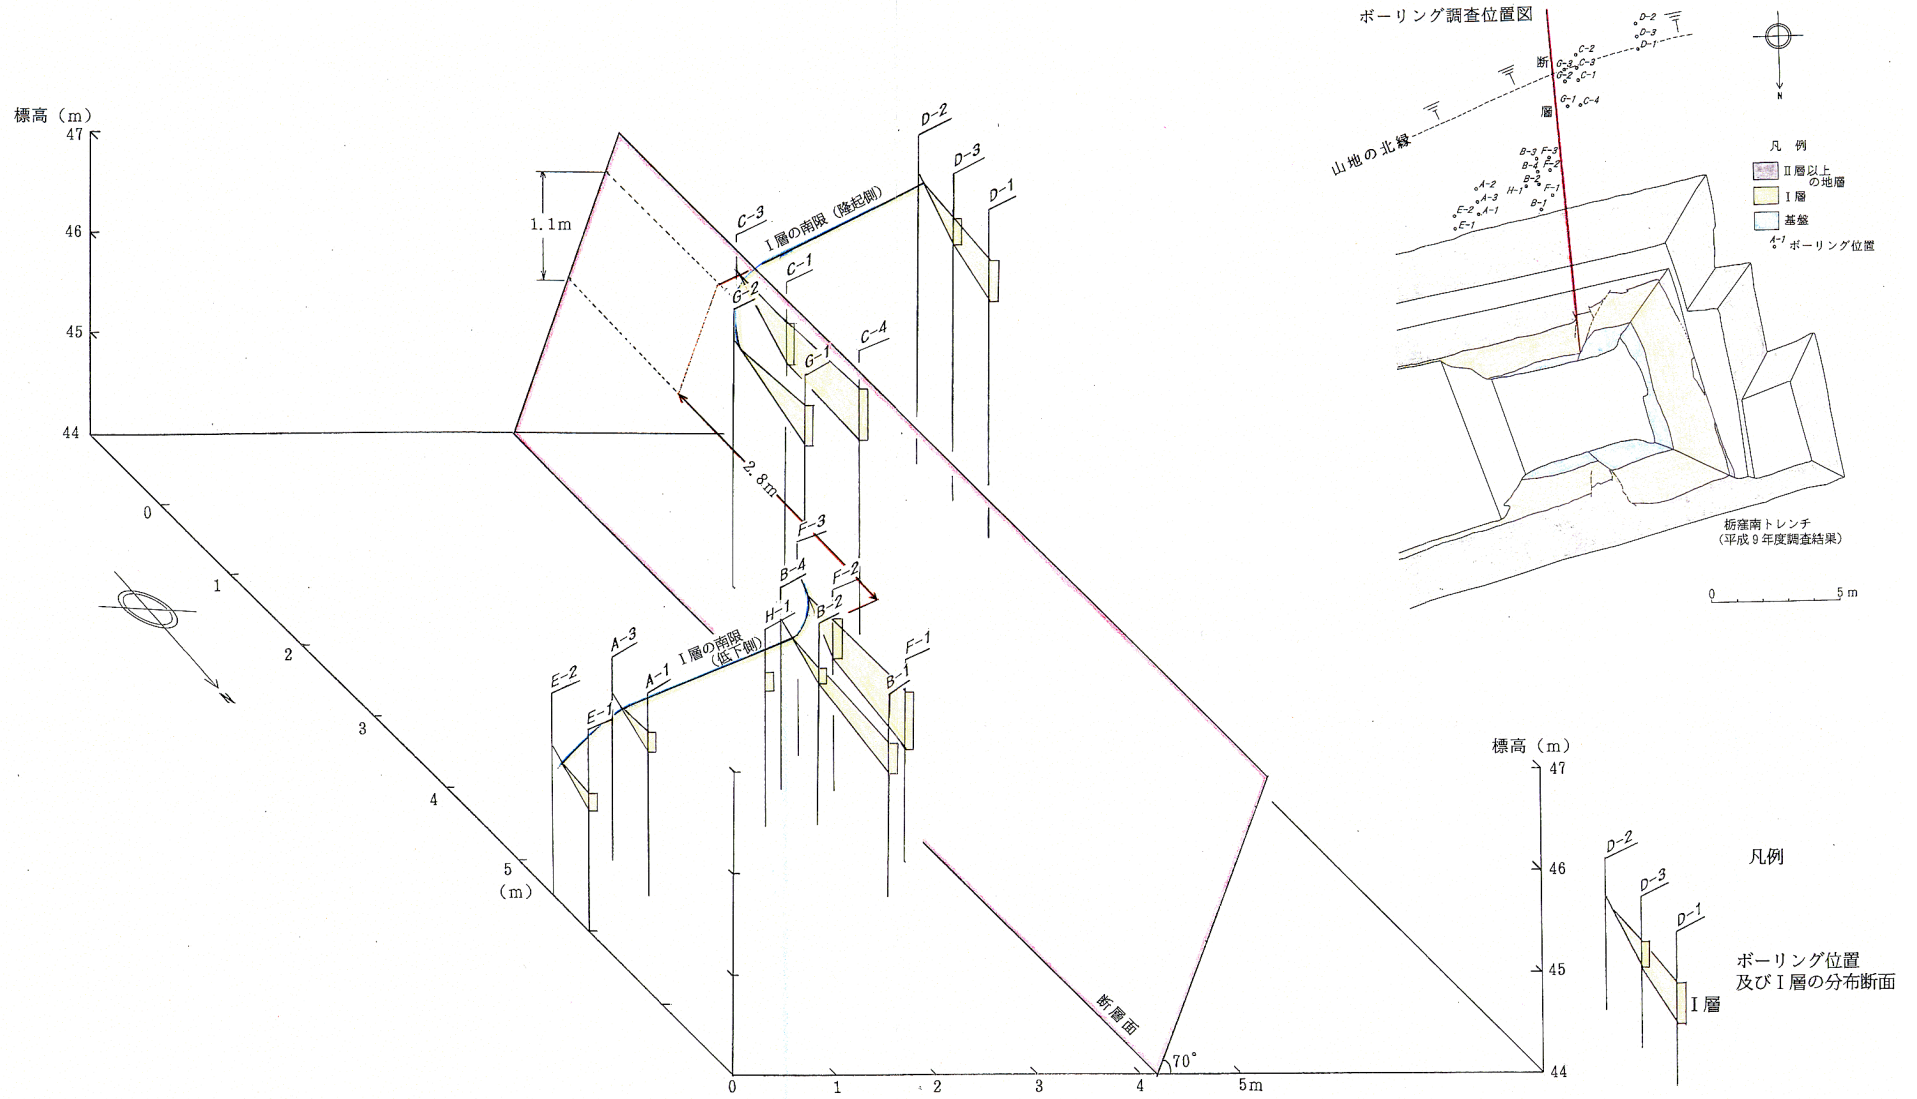 ボーリング調査位置図
D-2
D-3
D-1
C-2
断
G-3
C-3
G-2
C-1
層
G-1
C-4
山地の北縁
B-3
F-3
B-4
F-2
B-2
H-1
F-1
B-1
A-2
A-3
E-2
A-1
E-1
N
凡例
Ⅱ層以上
の地層
Ⅰ層
基盤
A-1
ボーリング位置
栃窪南トレンチ
(平成9年度調査結果)
0
5m
標高(m)
47
46
45
44
1.1m
D-2
D-3
D-1
C-3
Ⅰ層の南限(隆起側)
C-1
G-2
C-4
G-1
2.8m
F-3
B-4
F-2
H-1
B-2
A-3
Ⅰ層の南限
(低下側)
F-1
E-2
A-1
B-1
E-1
0
1
2
3
4
5
(m)
N
断層面
70°
0
1
2
3
4
5m
標高(m)
47
46
45
44
D-2
凡例
D-3
D-1
ボーリング位置
及びⅠ層の分布断面
Ⅰ層